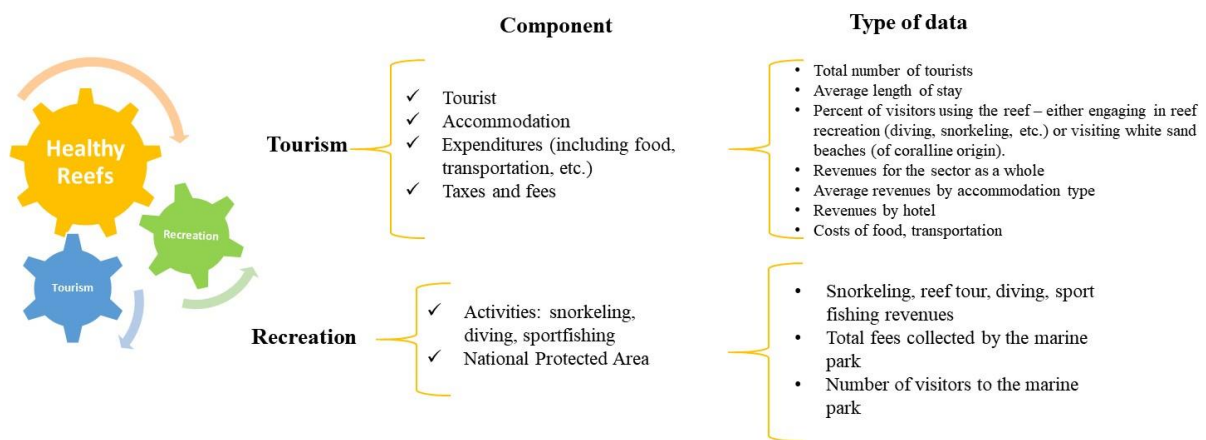 Component
Type of data
Healthy
Reefs
Recreation
Tourism
Tourism
✓ Tourist
✓ Accommodation
✓ Expenditures (including food,
transportation, etc.)
✓ Taxes and fees
• Total number of tourists
• Average length of stay
• Percent of visitors using the reef – either engaging in reef
recreation (diving, snorkeling, etc.) or visiting white sand
beaches (of coralline origin).
• Revenues for the sector as a whole
• Average revenues by accommodation type
• Revenues by hotel
• Costs of food, transportation
Recreation
✓ Activities: snorkeling,
diving, sportfishing
✓ National Protected Area
• Snorkeling, reef tour, diving, sport
fishing revenues
• Total fees collected by the marine
park
• Number of visitors to the marine
park